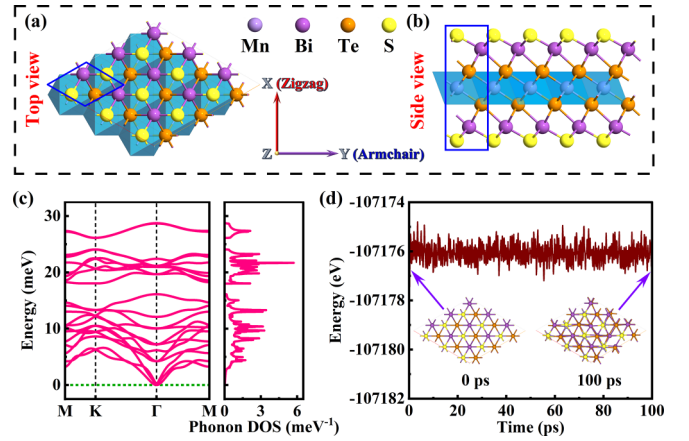 (a)
Top view
Mn Bi Te S
X (Zigzag)
Z Y (Armchair)
(b)
Side view
(c)
Energy (meV)
30
20
10
0
M K Γ M
0 3 6
Phonon DOS (meV⁻¹)
(d)
Energy (eV)
-107174
-107176
-107178
-107180
-107182
0 ps 100 ps
0 20 40 60 80 100
Time (ps)